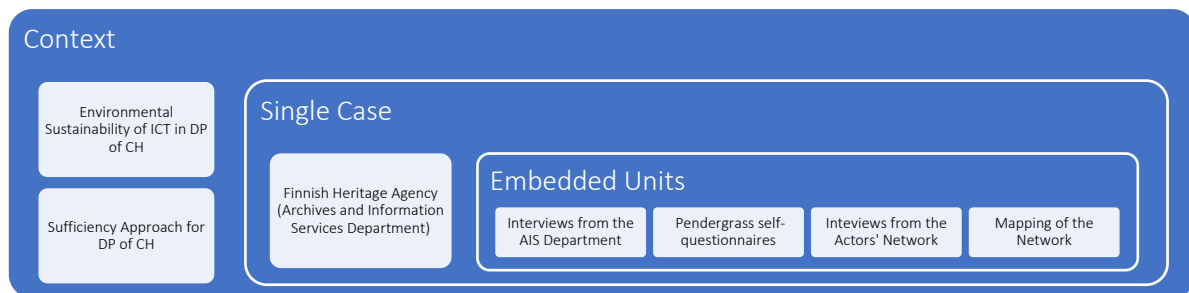 Context
Environmental
Sustainability of ICT in DP
of CH
Sufficiency Approach for
DP of CH
Single Case
Finnish Heritage Agency
(Archives and Information
Services Department)
Embedded Units
Interviews from the
AIS Department
Pendergrass self-
questionnaires
Inteviews from the
Actors' Network
Mapping of the
Network